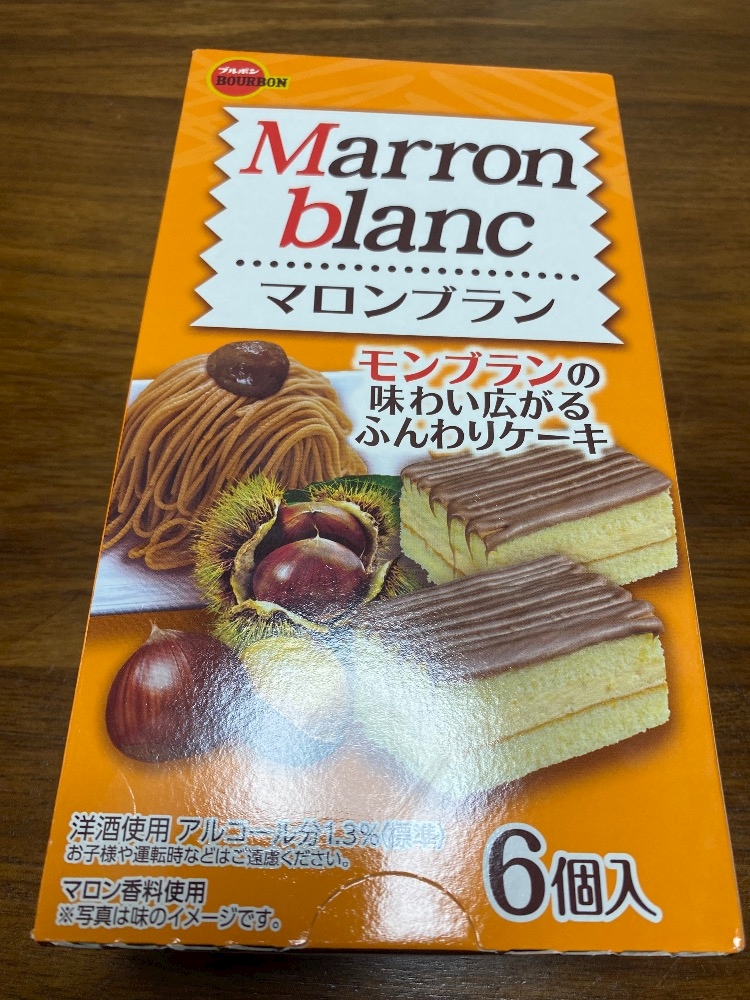 ブルボン
BOURBON
Marron
blanc
マロンブラン
モンブランの
味わい広がる
ふんわりケーキ
洋酒使用 アルコール分1.3%(標準)
お子様や運転時などはご遠慮ください。
マロン香料使用
※写真は味のイメージです。
6個入